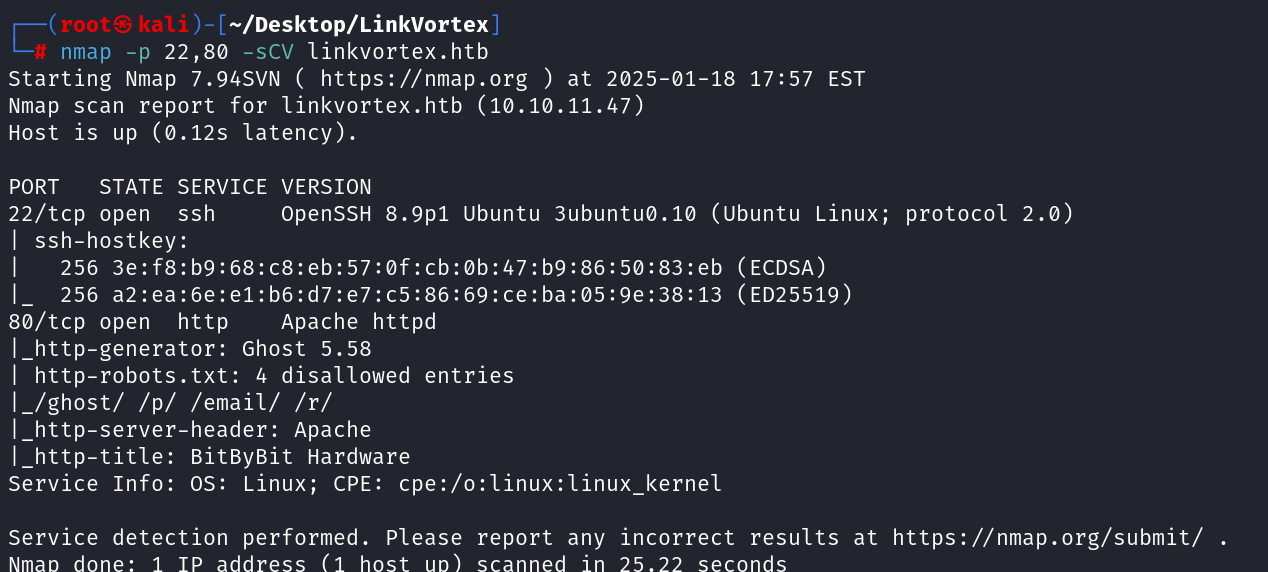 ┌──(root㉿kali)-[~/Desktop/LinkVortex]
└─# nmap -p 22,80 -sCV linkvortex.htb
Starting Nmap 7.94SVN ( https://nmap.org ) at 2025-01-18 17:57 EST
Nmap scan report for linkvortex.htb (10.10.11.47)
Host is up (0.12s latency).

PORT   STATE SERVICE VERSION
22/tcp open  ssh     OpenSSH 8.9p1 Ubuntu 3ubuntu0.10 (Ubuntu Linux; protocol 2.0)
| ssh-hostkey:
|   256 3e:f8:b9:68:c8:eb:57:0f:cb:0b:47:b9:86:50:83:eb (ECDSA)
|_  256 a2:ea:6e:e1:b6:d7:e7:c5:86:69:ce:ba:05:9e:38:13 (ED25519)
80/tcp open  http    Apache httpd
|_http-generator: Ghost 5.58
| http-robots.txt: 4 disallowed entries
|_/ghost/ /p/ /email/ /r/
|_http-server-header: Apache
|_http-title: BitByBit Hardware
Service Info: OS: Linux; CPE: cpe:/o:linux:linux_kernel

Service detection performed. Please report any incorrect results at https://nmap.org/submit/ .
Nmap done: 1 IP address (1 host up) scanned in 25.22 seconds